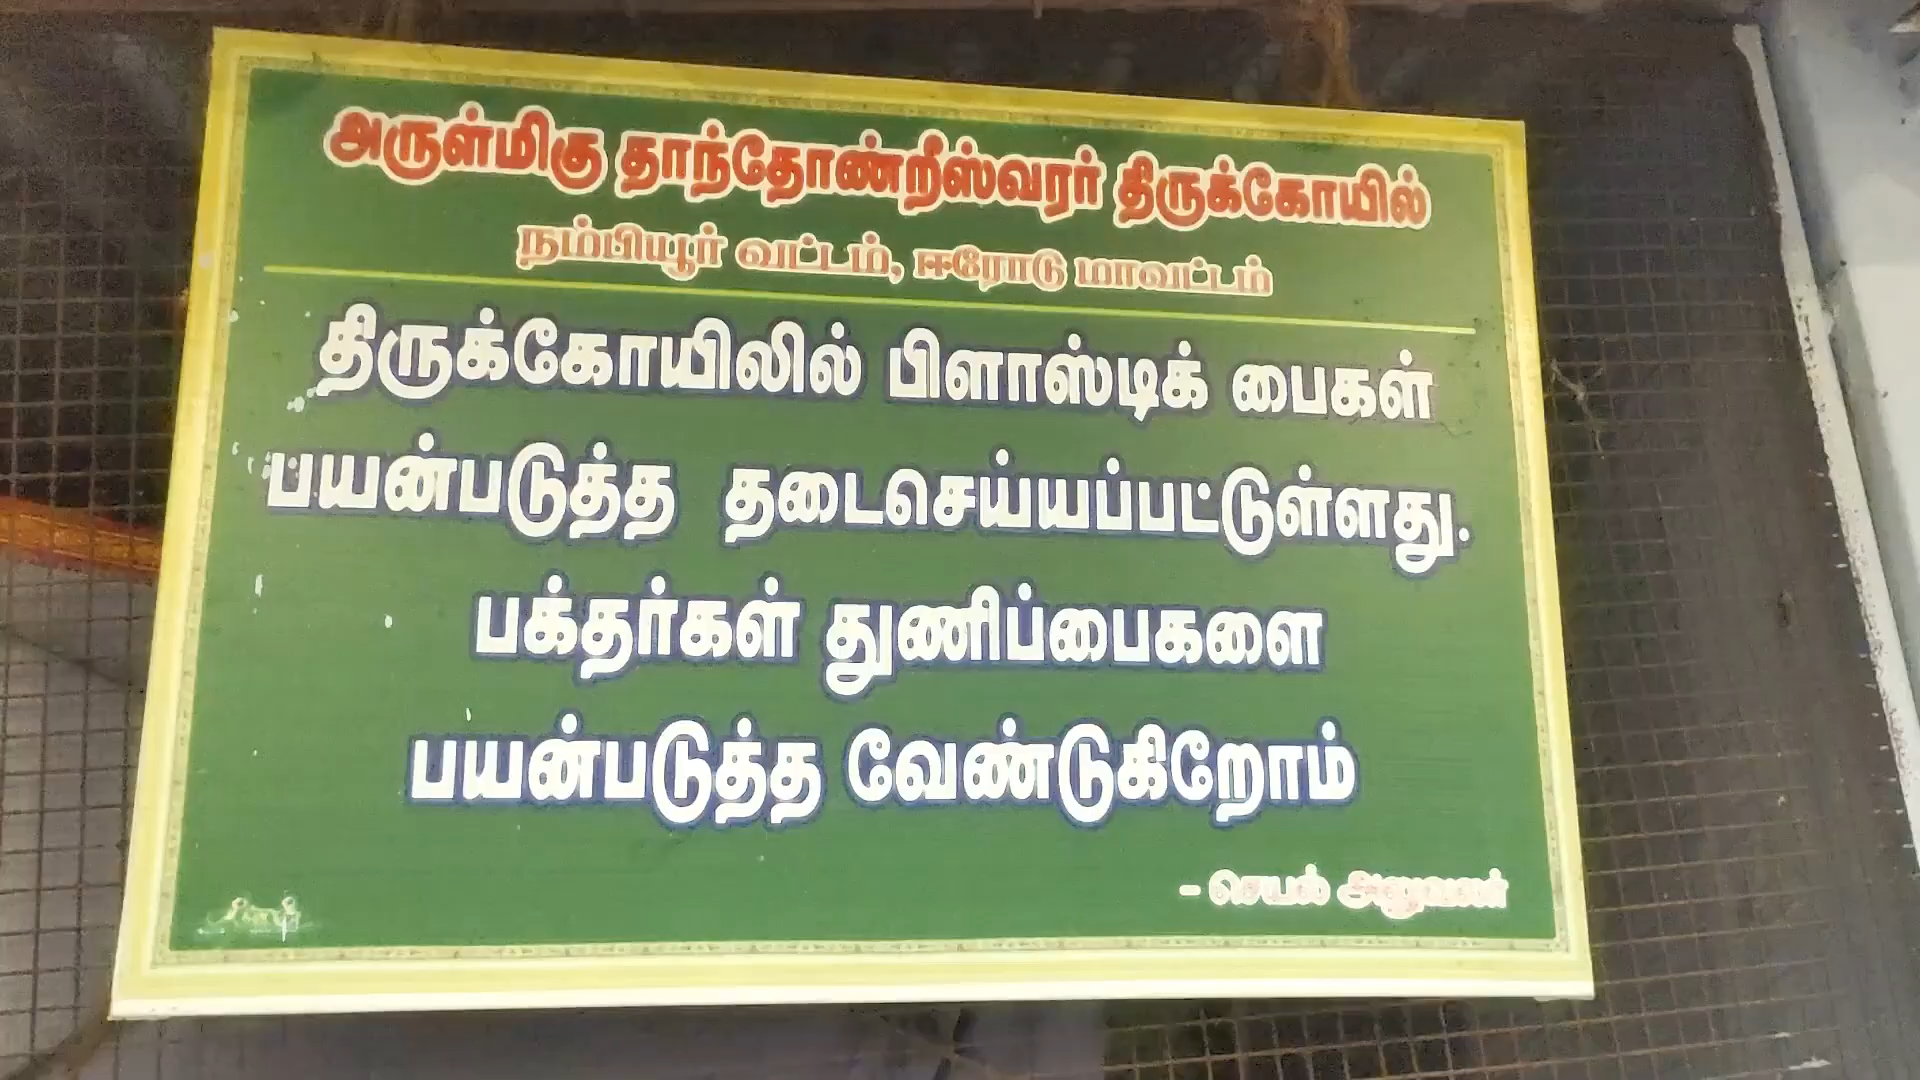 அருள்மிகு தாந்தோன்றீஸ்வரர் திருக்கோயில்
நம்பியூர் வட்டம், ஈரோடு மாவட்டம்
திருக்கோயிலில் பிளாஸ்டிக் பைகள்
பயன்படுத்த தடைசெய்யப்பட்டுள்ளது.
பக்தர்கள் துணிப்பைகளை
பயன்படுத்த வேண்டுகிறோம்
- செயல் அலுவலர்